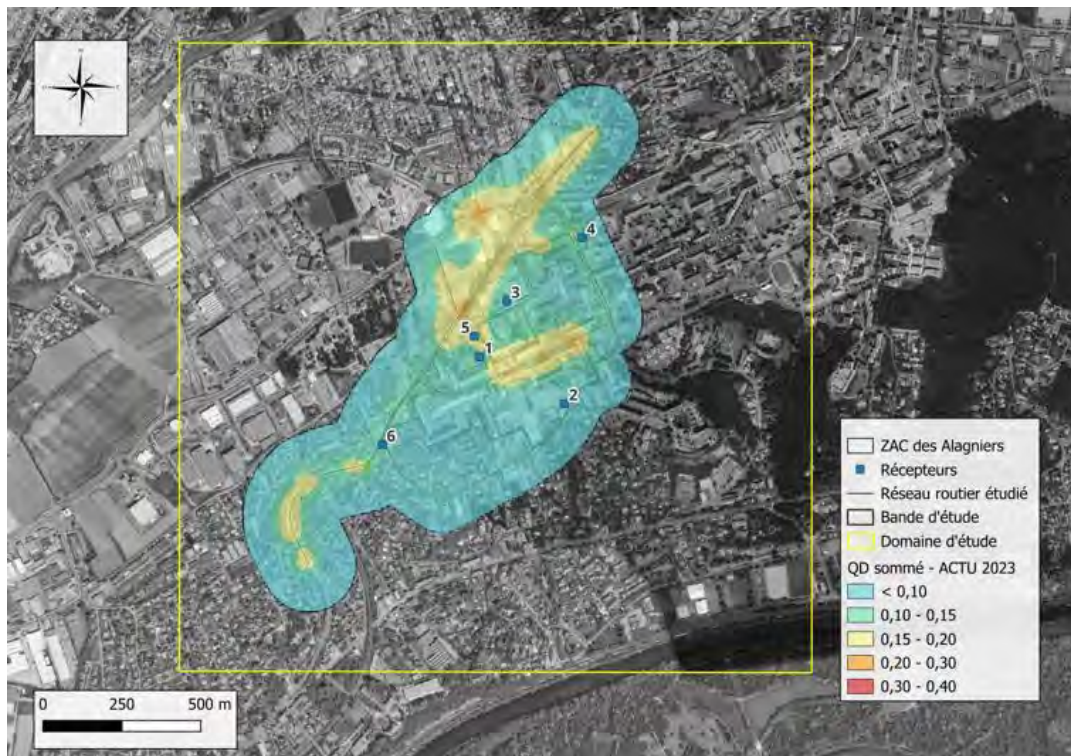 4
3
5
1
2
6
ZAC des Alagniers
Récepteurs
Réseau routier étudié
Bande d'étude
Domaine d'étude
QD sommé - ACTU 2023
< 0,10
0,10 - 0,15
0,15 - 0,20
0,20 - 0,30
0,30 - 0,40
0 250 500 m